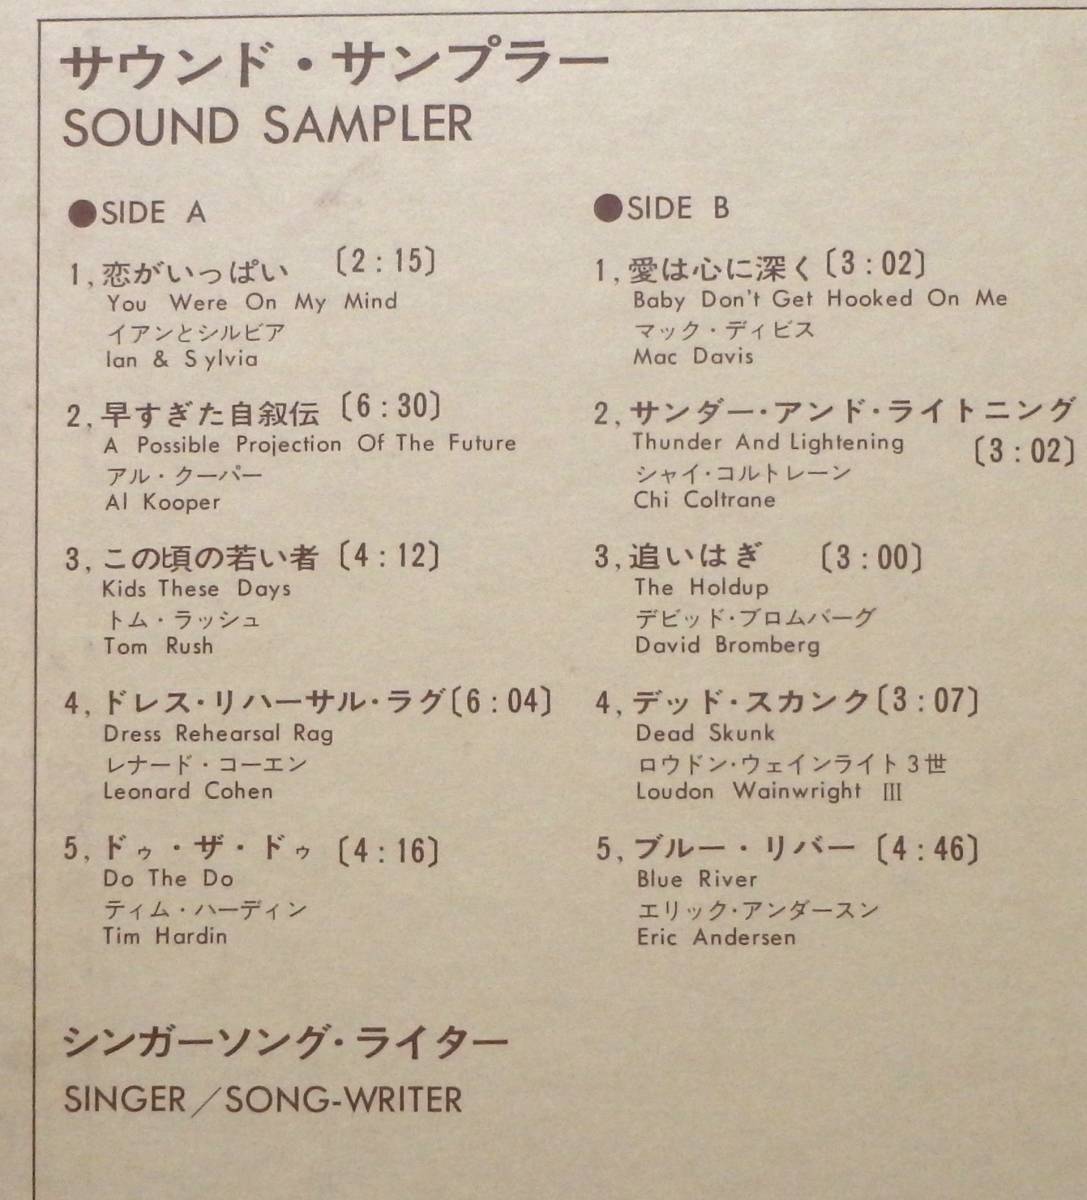 サウンド・サンプラー
SOUND SAMPLER
●SIDE A
1, 恋がいっぱい 〔2：15〕
You Were On My Mind
イアンとシルビア
Ian & Sylvia
2, 早すぎた自叙伝 〔6：30〕
A Possible Projection Of The Future
アル・クーパー
Al Kooper
3, この頃の若い者 〔4：12〕
Kids These Days
トム・ラッシュ
Tom Rush
4, ドレス・リハーサル・ラグ〔6：04〕
Dress Rehearsal Rag
レナード・コーエン
Leonard Cohen
5, ドゥ・ザ・ドゥ 〔4：16〕
Do The Do
ティム・ハーディン
Tim Hardin
●SIDE B
1, 愛は心に深く〔3：02〕
Baby Don't Get Hooked On Me
マック・ディビス
Mac Davis
2, サンダー・アンド・ライトニング
Thunder And Lightening 〔3：02〕
シャイ・コルトレーン
Chi Coltrane
3, 追いはぎ 〔3：00〕
The Holdup
デビッド・ブロムバーグ
David Bromberg
4, デッド・スカンク〔3：07〕
Dead Skunk
ロウドン・ウェインライト3世
Loudon Wainwright III
5, ブルー・リバー 〔4：46〕
Blue River
エリック・アンダースン
Eric Andersen
シンガーソング・ライター
SINGER／SONG-WRITER